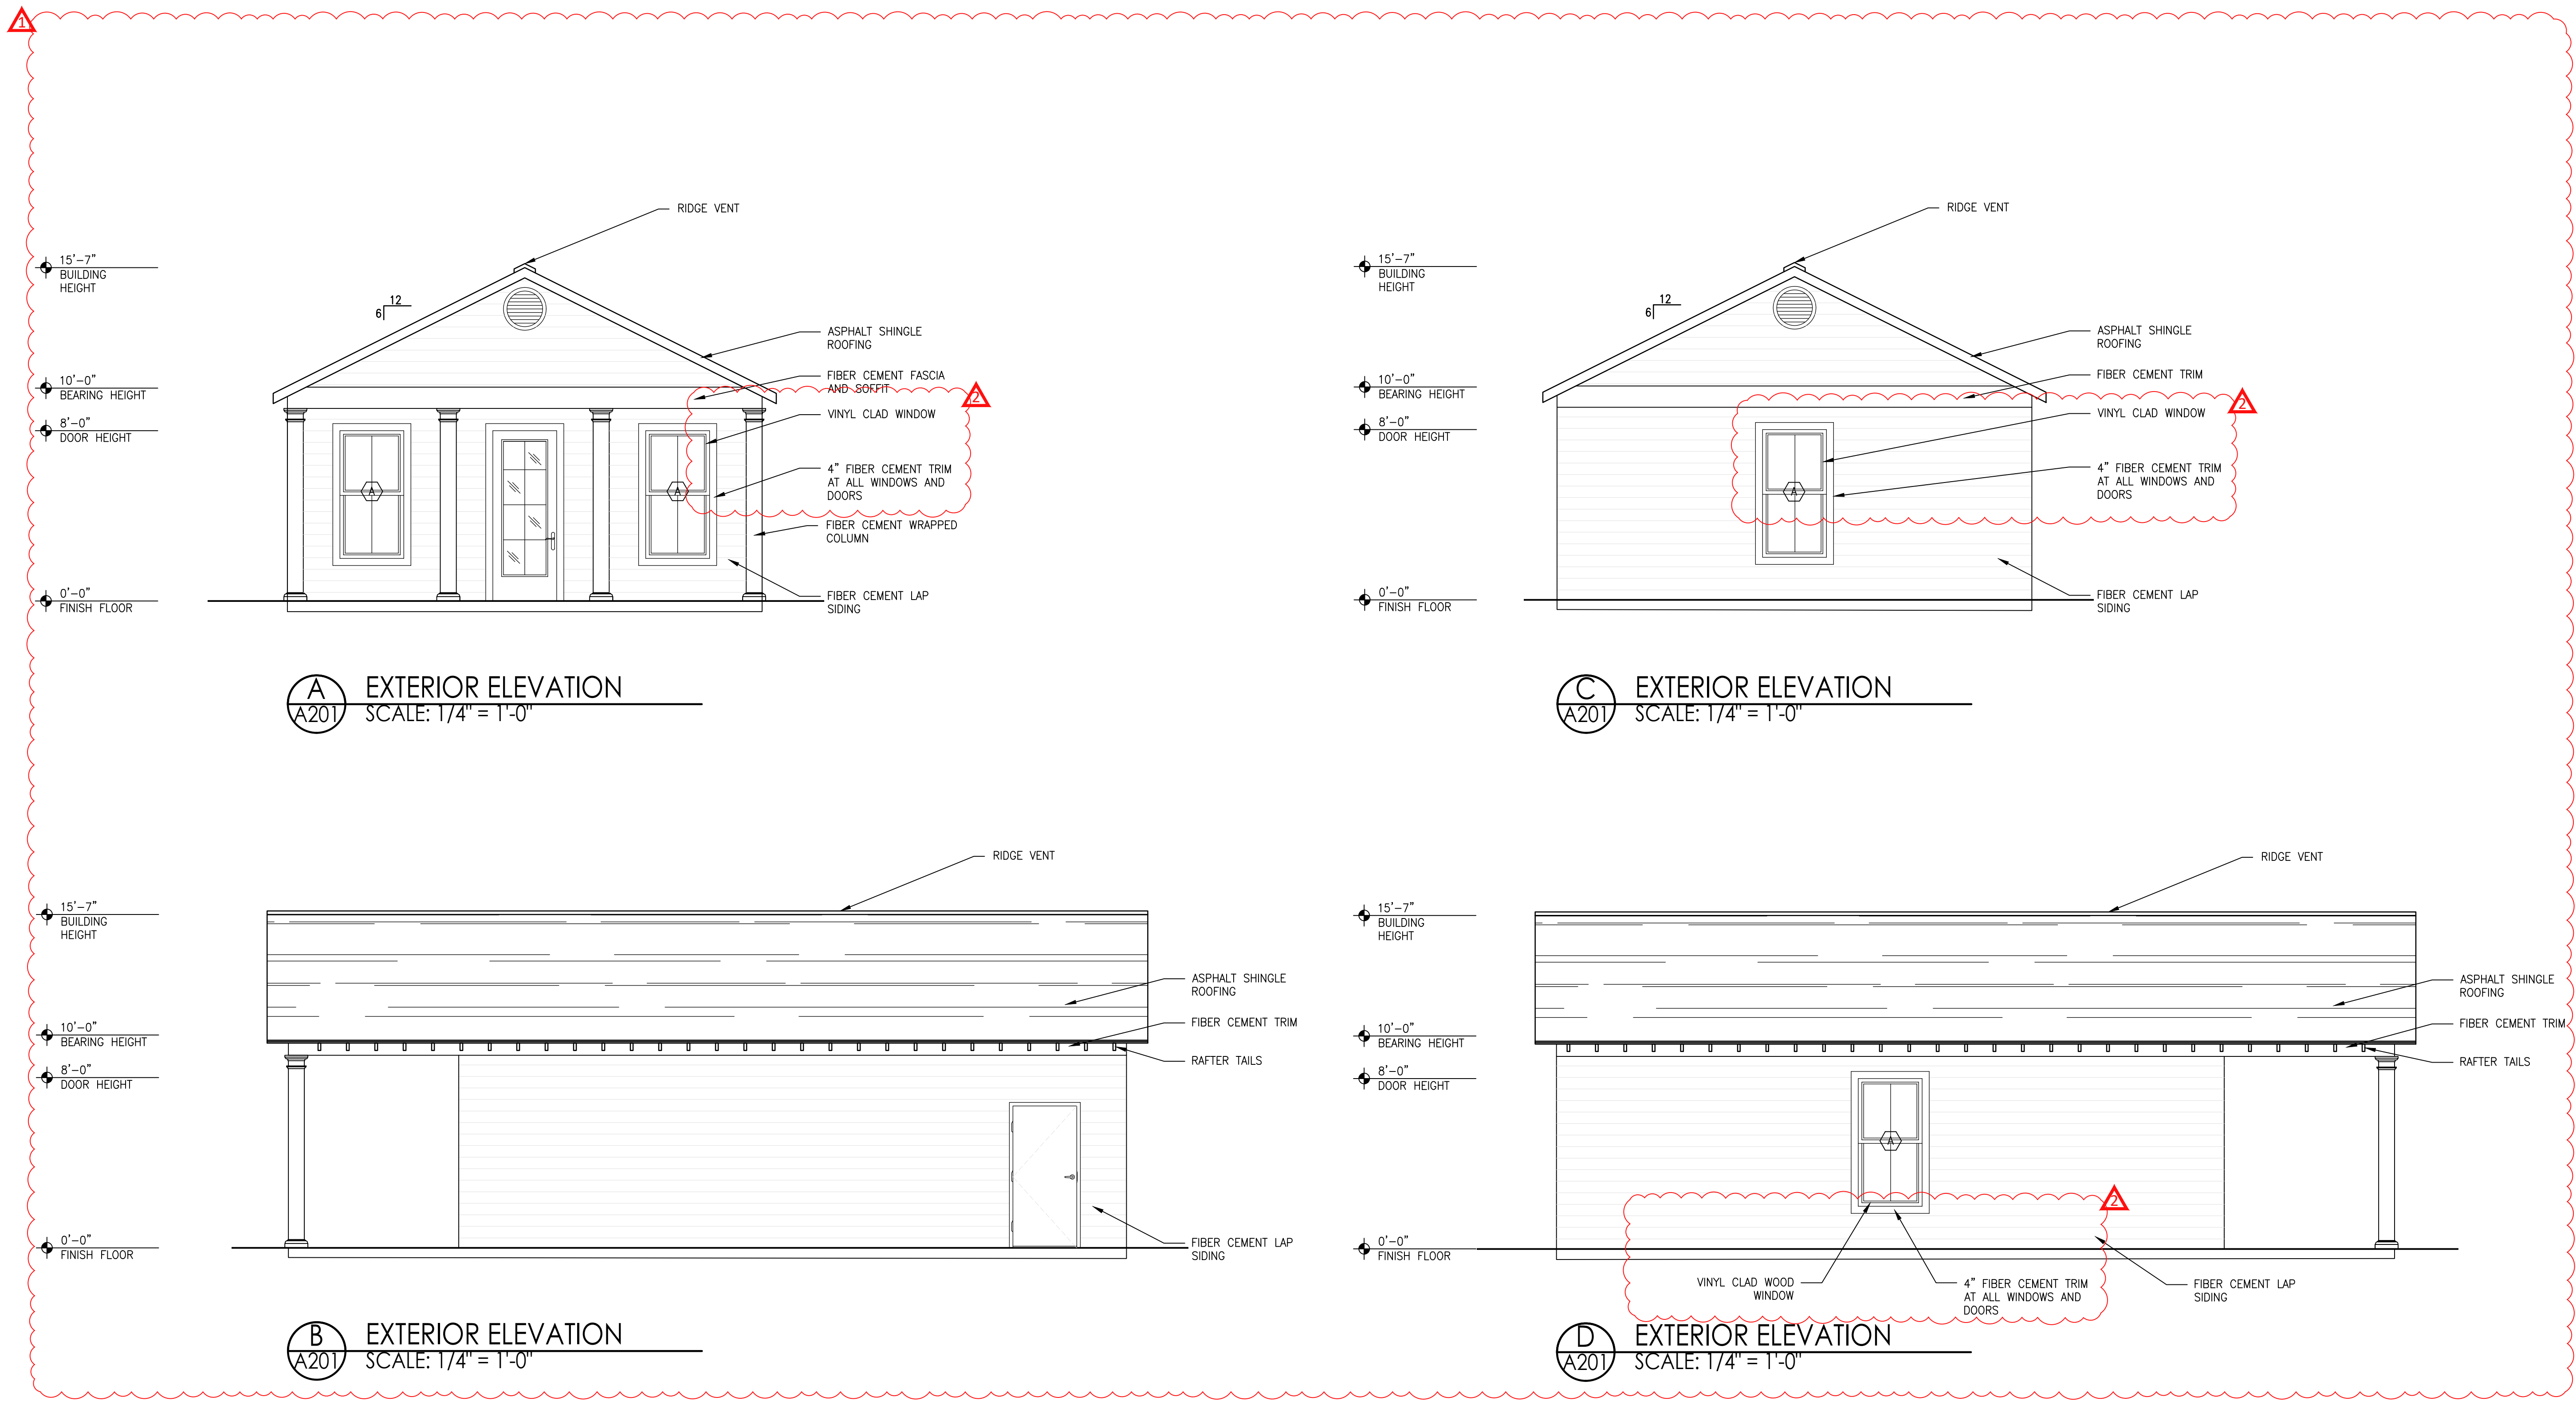 1
RIDGE VENT
15'-7"
BUILDING
HEIGHT
12
6
ASPHALT SHINGLE
ROOFING
10'-0"
BEARING HEIGHT
FIBER CEMENT FASCIA
AND SOFFIT
2
8'-0"
DOOR HEIGHT
VINYL CLAD WINDOW
4" FIBER CEMENT TRIM
AT ALL WINDOWS AND
DOORS
A
A
FIBER CEMENT WRAPPED
COLUMN
0'-0"
FINISH FLOOR
FIBER CEMENT LAP
SIDING
A
A201
EXTERIOR ELEVATION
SCALE: 1/4" = 1'-0"
RIDGE VENT
15'-7"
BUILDING
HEIGHT
12
6
ASPHALT SHINGLE
ROOFING
10'-0"
BEARING HEIGHT
FIBER CEMENT TRIM
2
8'-0"
DOOR HEIGHT
VINYL CLAD WINDOW
4" FIBER CEMENT TRIM
AT ALL WINDOWS AND
DOORS
A
0'-0"
FINISH FLOOR
FIBER CEMENT LAP
SIDING
C
A201
EXTERIOR ELEVATION
SCALE: 1/4" = 1'-0"
RIDGE VENT
15'-7"
BUILDING
HEIGHT
ASPHALT SHINGLE
ROOFING
10'-0"
BEARING HEIGHT
FIBER CEMENT TRIM
RAFTER TAILS
8'-0"
DOOR HEIGHT
0'-0"
FINISH FLOOR
FIBER CEMENT LAP
SIDING
B
A201
EXTERIOR ELEVATION
SCALE: 1/4" = 1'-0"
RIDGE VENT
15'-7"
BUILDING
HEIGHT
ASPHALT SHINGLE
ROOFING
10'-0"
BEARING HEIGHT
FIBER CEMENT TRIM
RAFTER TAILS
8'-0"
DOOR HEIGHT
A
2
0'-0"
FINISH FLOOR
VINYL CLAD WOOD
WINDOW
4" FIBER CEMENT TRIM
AT ALL WINDOWS AND
DOORS
FIBER CEMENT LAP
SIDING
D
A201
EXTERIOR ELEVATION
SCALE: 1/4" = 1'-0"